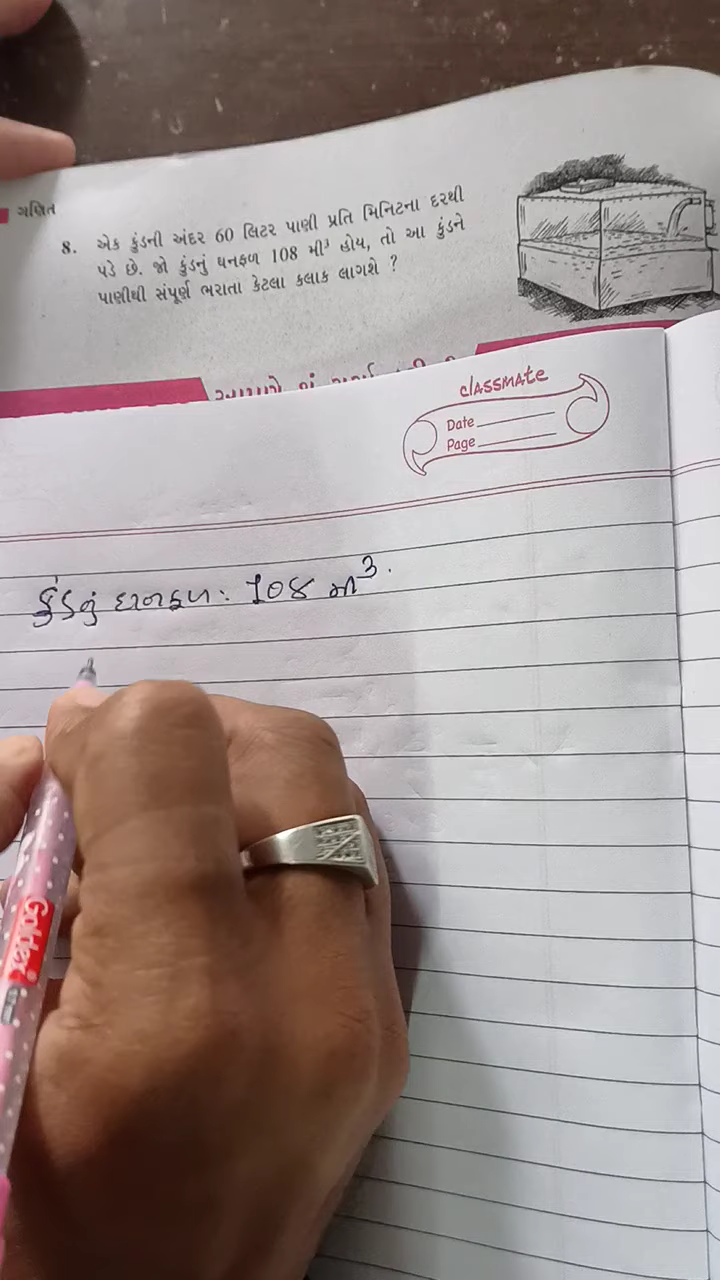 ગણિત
8. એક કુંડની અંદર 60 લિટર પાણી પ્રતિ મિનિટના દરથી
પડે છે. જો કુંડનું ઘનફળ 108 મી³ હોય, તો આ કુંડને
પાણીથી સંપૂર્ણ ભરાતા કેટલા કલાક લાગશે ?
classmate
Date
Page
કુંડનું ઘનફળ : 108 મી³.
Goldex